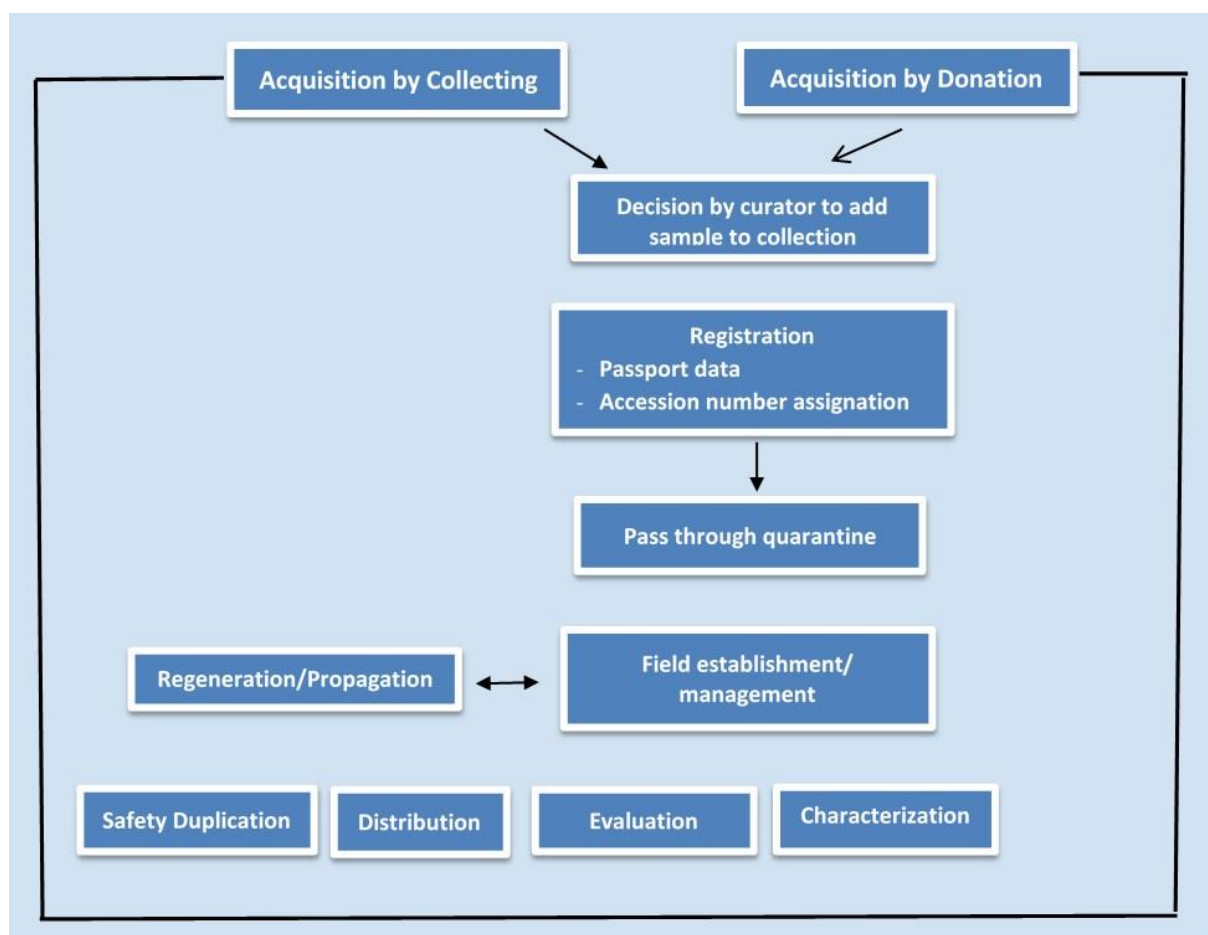 Acquisition by Collecting
Acquisition by Donation
Decision by curator to add
sample to collection
Registration
- Passport data
- Accession number assignation
Pass through quarantine
Regeneration/Propagation
Field establishment/
management
Safety Duplication
Distribution
Evaluation
Characterization